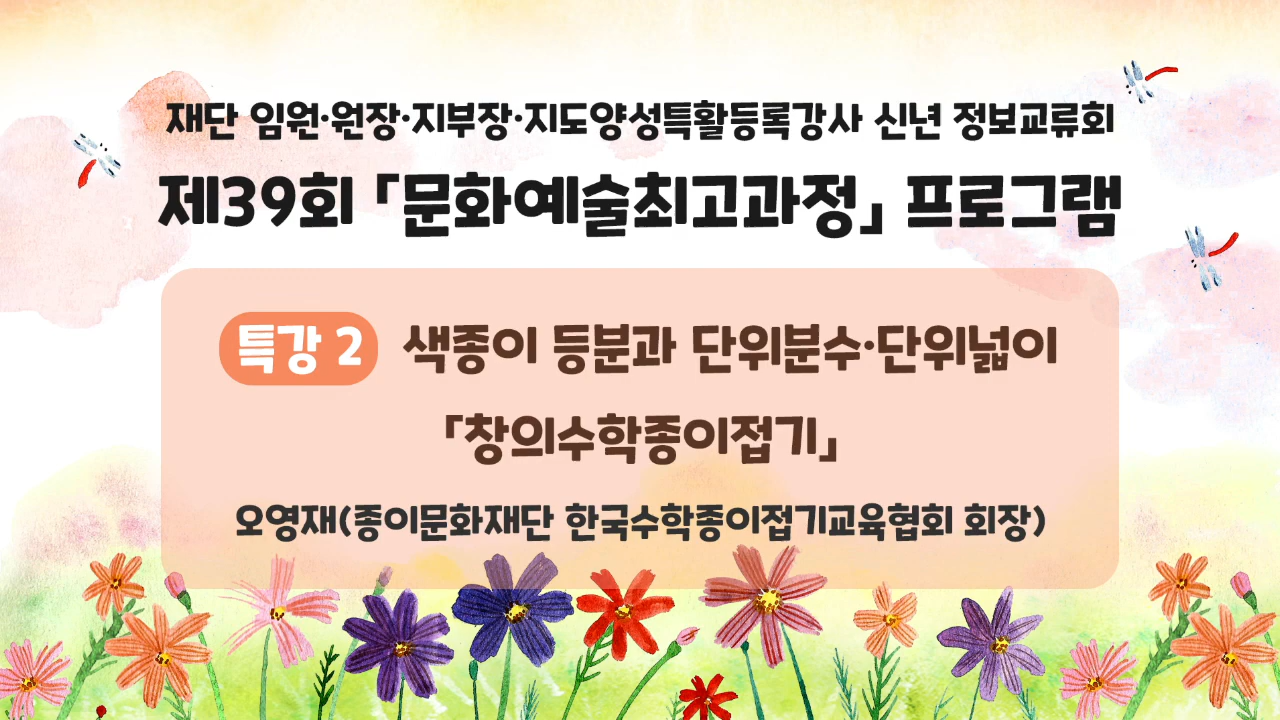 재단 임원·원장·지부장·지도양성특활등록강사 신년 정보교류회
제39회 「문화예술최고과정」 프로그램
특강 2 색종이 등분과 단위분수·단위넓이
「창의수학종이접기」
오영재(종이문화재단 한국수학종이접기교육협회 회장)